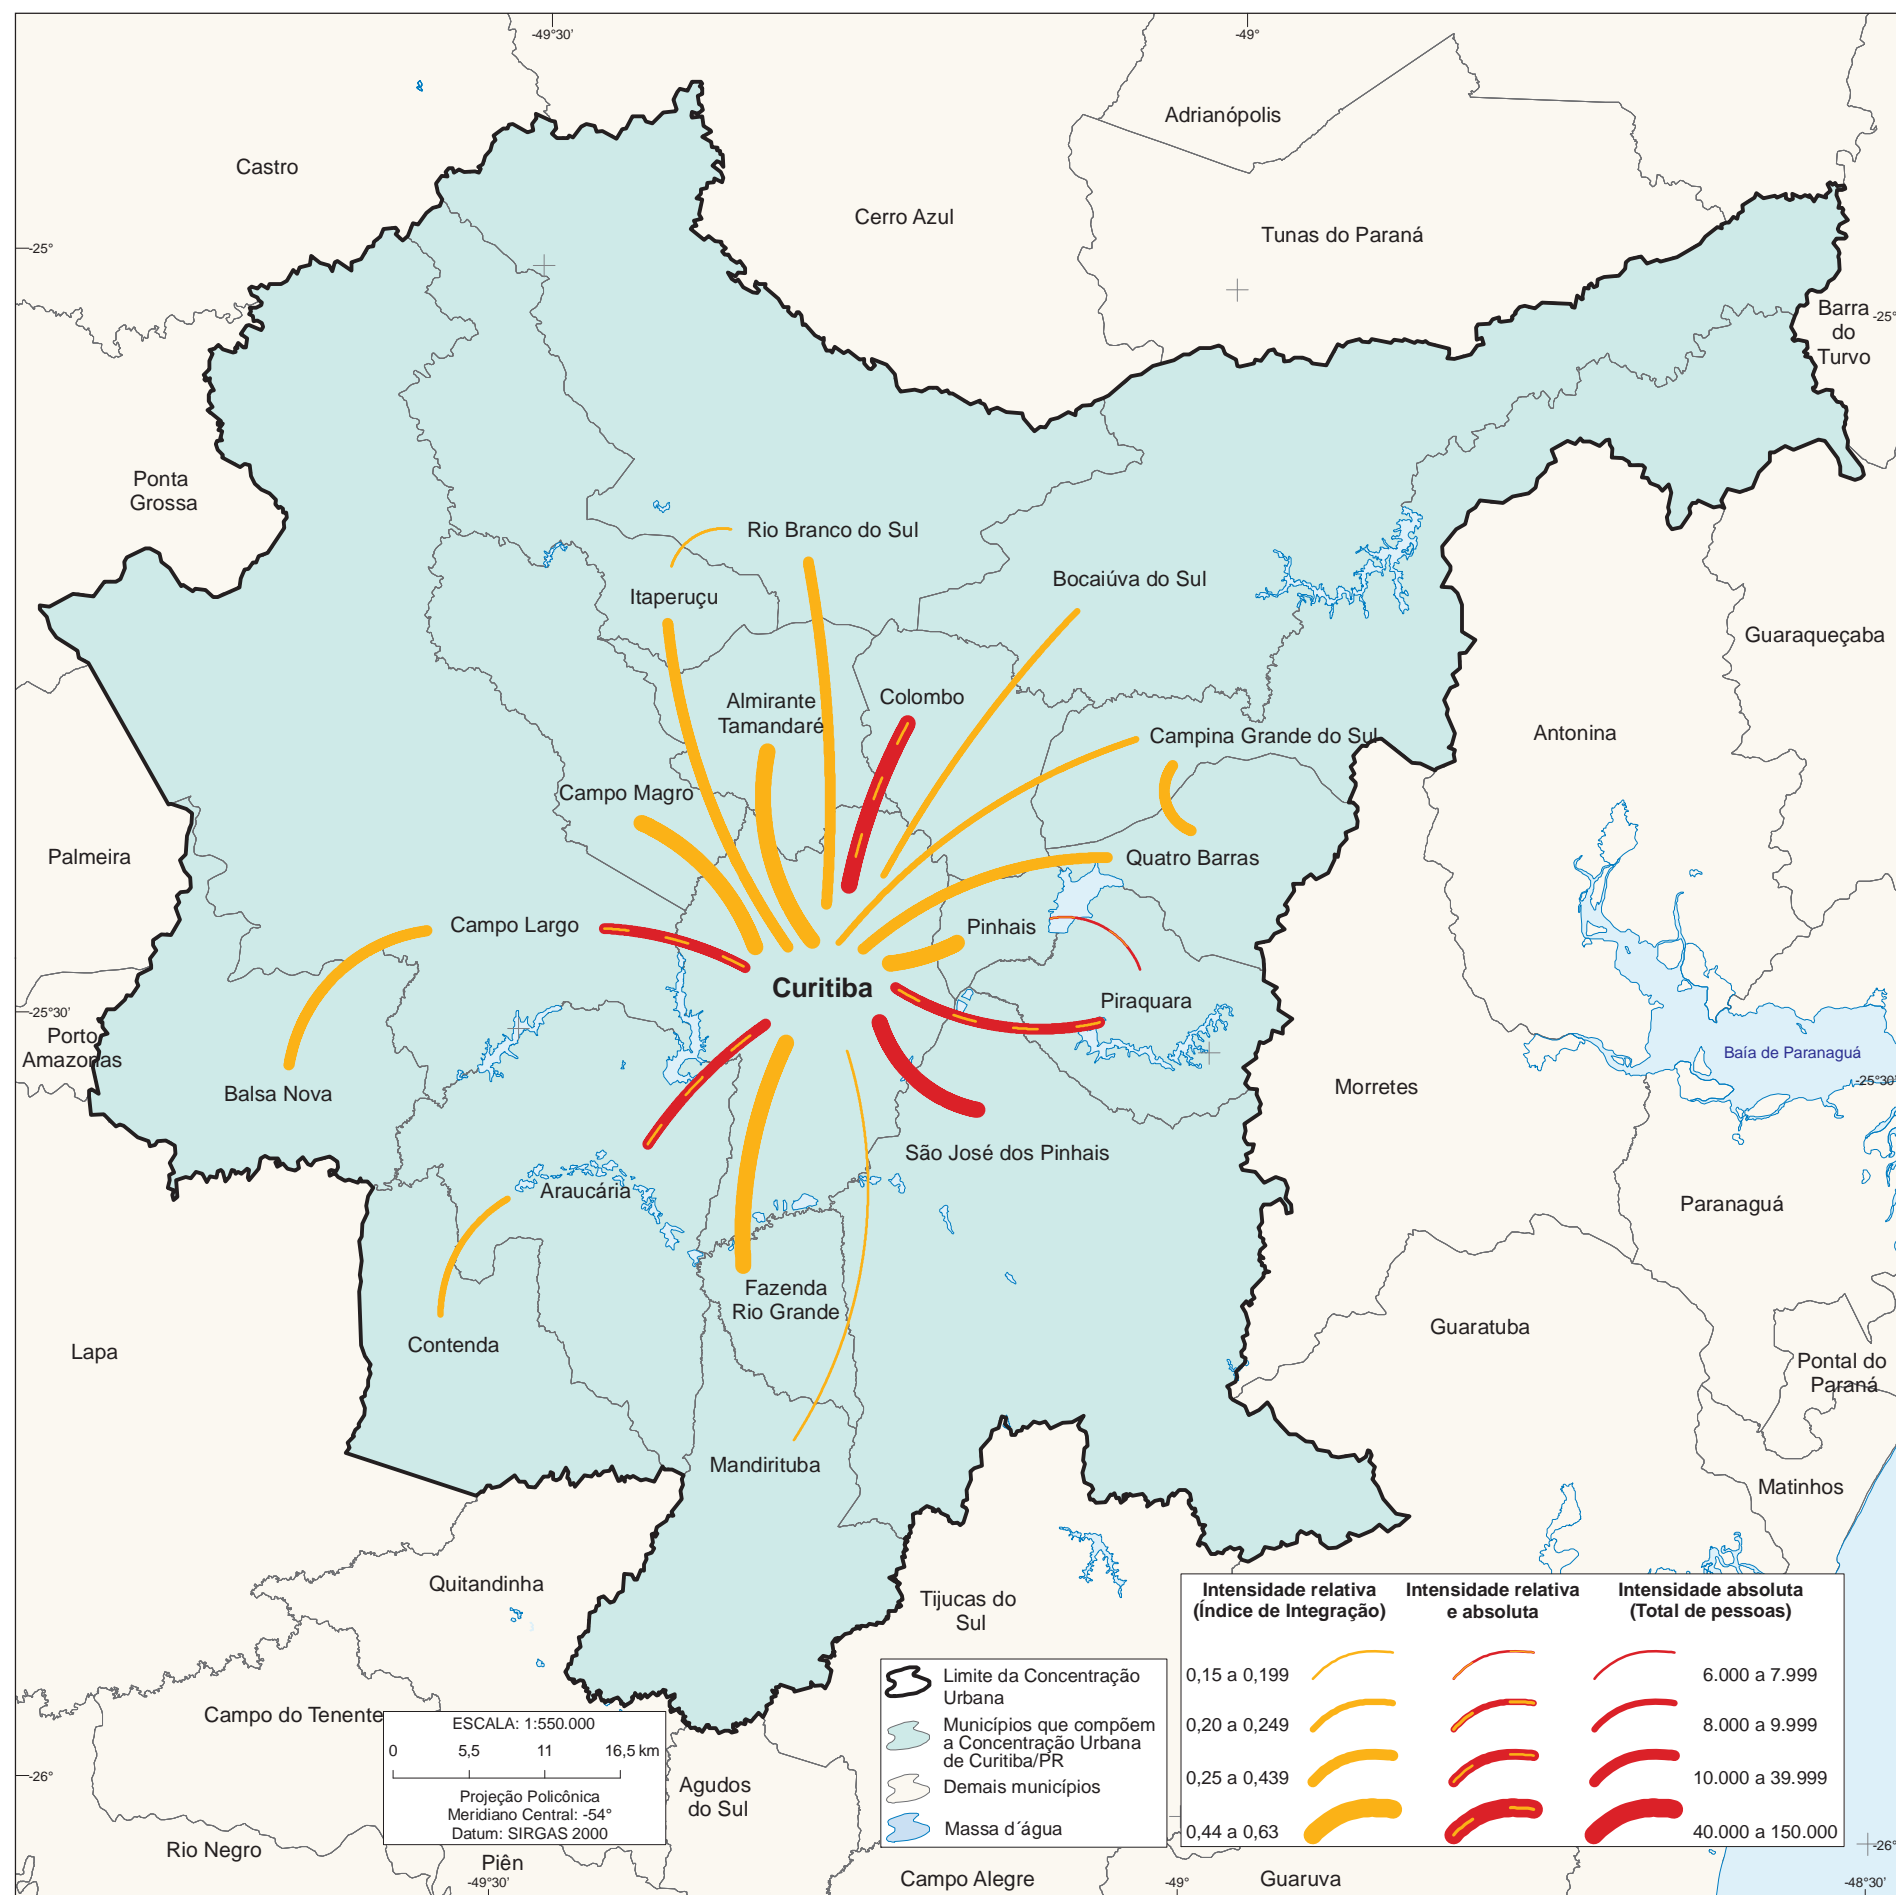 -49°30'
-49°
Adrianópolis
Castro
Cerro Azul
Tunas do Paraná
-25°
Barra
do
Turvo
-25°
Ponta
Grossa
Rio Branco do Sul
Bocaiúva do Sul
Itaperuçu
Guaraqueçaba
Almirante
Tamandaré
Colombo
Campina Grande do Sul
Antonina
Campo Magro
Palmeira
Quatro Barras
Campo Largo
Pinhais
Curitiba
Piraquara
-25°30'
Porto
Amazonas
Baía de Paranaguá
-25°30'
Balsa Nova
Morretes
São José dos Pinhais
Araucária
Paranaguá
Fazenda
Rio Grande
Guaratuba
Contenda
Lapa
Pontal do
Paraná
Mandirituba
Matinhos
Quitandinha
Tijucas do
Sul
Campo do Tenente
Agudos
do Sul
Rio Negro
Piên
Campo Alegre
Guaruva
-26°
-26°
-49°30'
-49°
-48°30'
ESCALA: 1:550.000
0 5,5 11 16,5 km
Projeção Policônica
Meridiano Central: -54°
Datum: SIRGAS 2000
Limite da Concentração
Urbana
Municípios que compõem
a Concentração Urbana
de Curitiba/PR
Demais municípios
Massa d´água
Intensidade relativa
(Índice de Integração)
Intensidade relativa
e absoluta
Intensidade absoluta
(Total de pessoas)
0,15 a 0,199 6.000 a 7.999
0,20 a 0,249 8.000 a 9.999
0,25 a 0,439 10.000 a 39.999
0,44 a 0,63 40.000 a 150.000